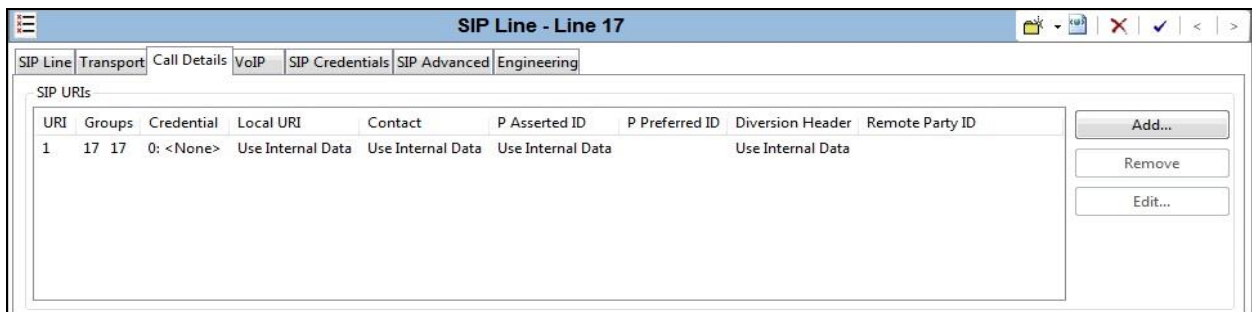 SIP Line - Line 17
SIP Line Transport Call Details VoIP SIP Credentials SIP Advanced Engineering
SIP URIs
URI Groups Credential Local URI Contact P Asserted ID P Preferred ID Diversion Header Remote Party ID
1 17 17 0: <None> Use Internal Data Use Internal Data Use Internal Data Use Internal Data
Add...
Remove
Edit...